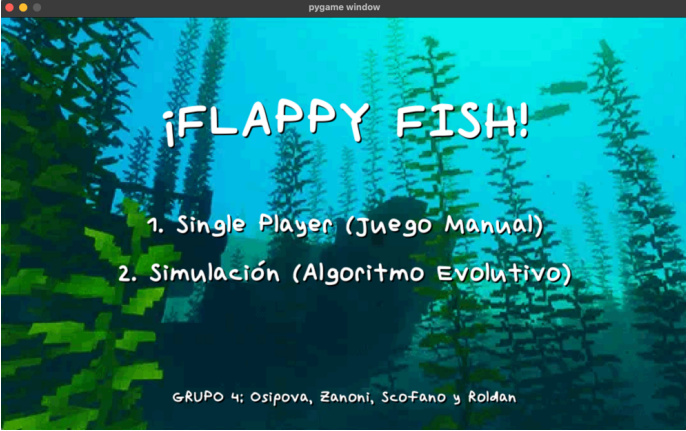 pygame window
¡FLAPPY FISH!
1. Single Player (Juego Manual)
2. Simulación (Algoritmo Evolutivo)
GRUPO 4; Osipova, Zanoni, Scofano y Roldan